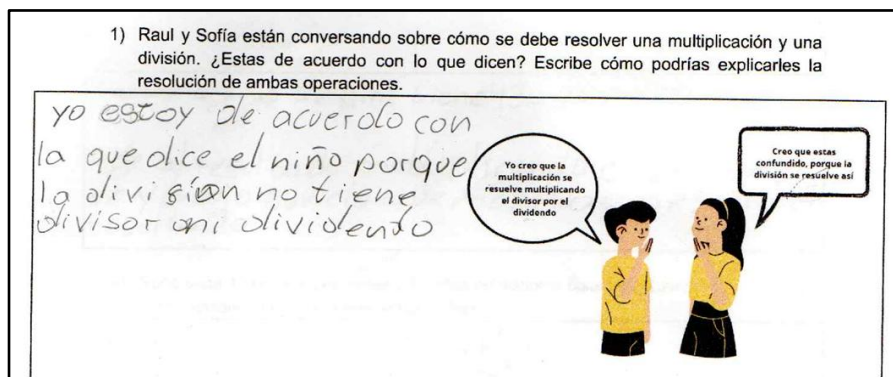 1) Raul y Sofía están conversando sobre cómo se debe resolver una multiplicación y una
división. ¿Estas de acuerdo con lo que dicen? Escribe cómo podrías explicarles la
resolución de ambas operaciones.
yo estoy de acuerdo con
la que dice el niño porque
la division no tiene
divisor oni dividendo
Yo creo que la
multiplicación se
resuelve multiplicando
el divisor por el
dividendo
Creo que estas
confundido, porque la
división se resuelve así